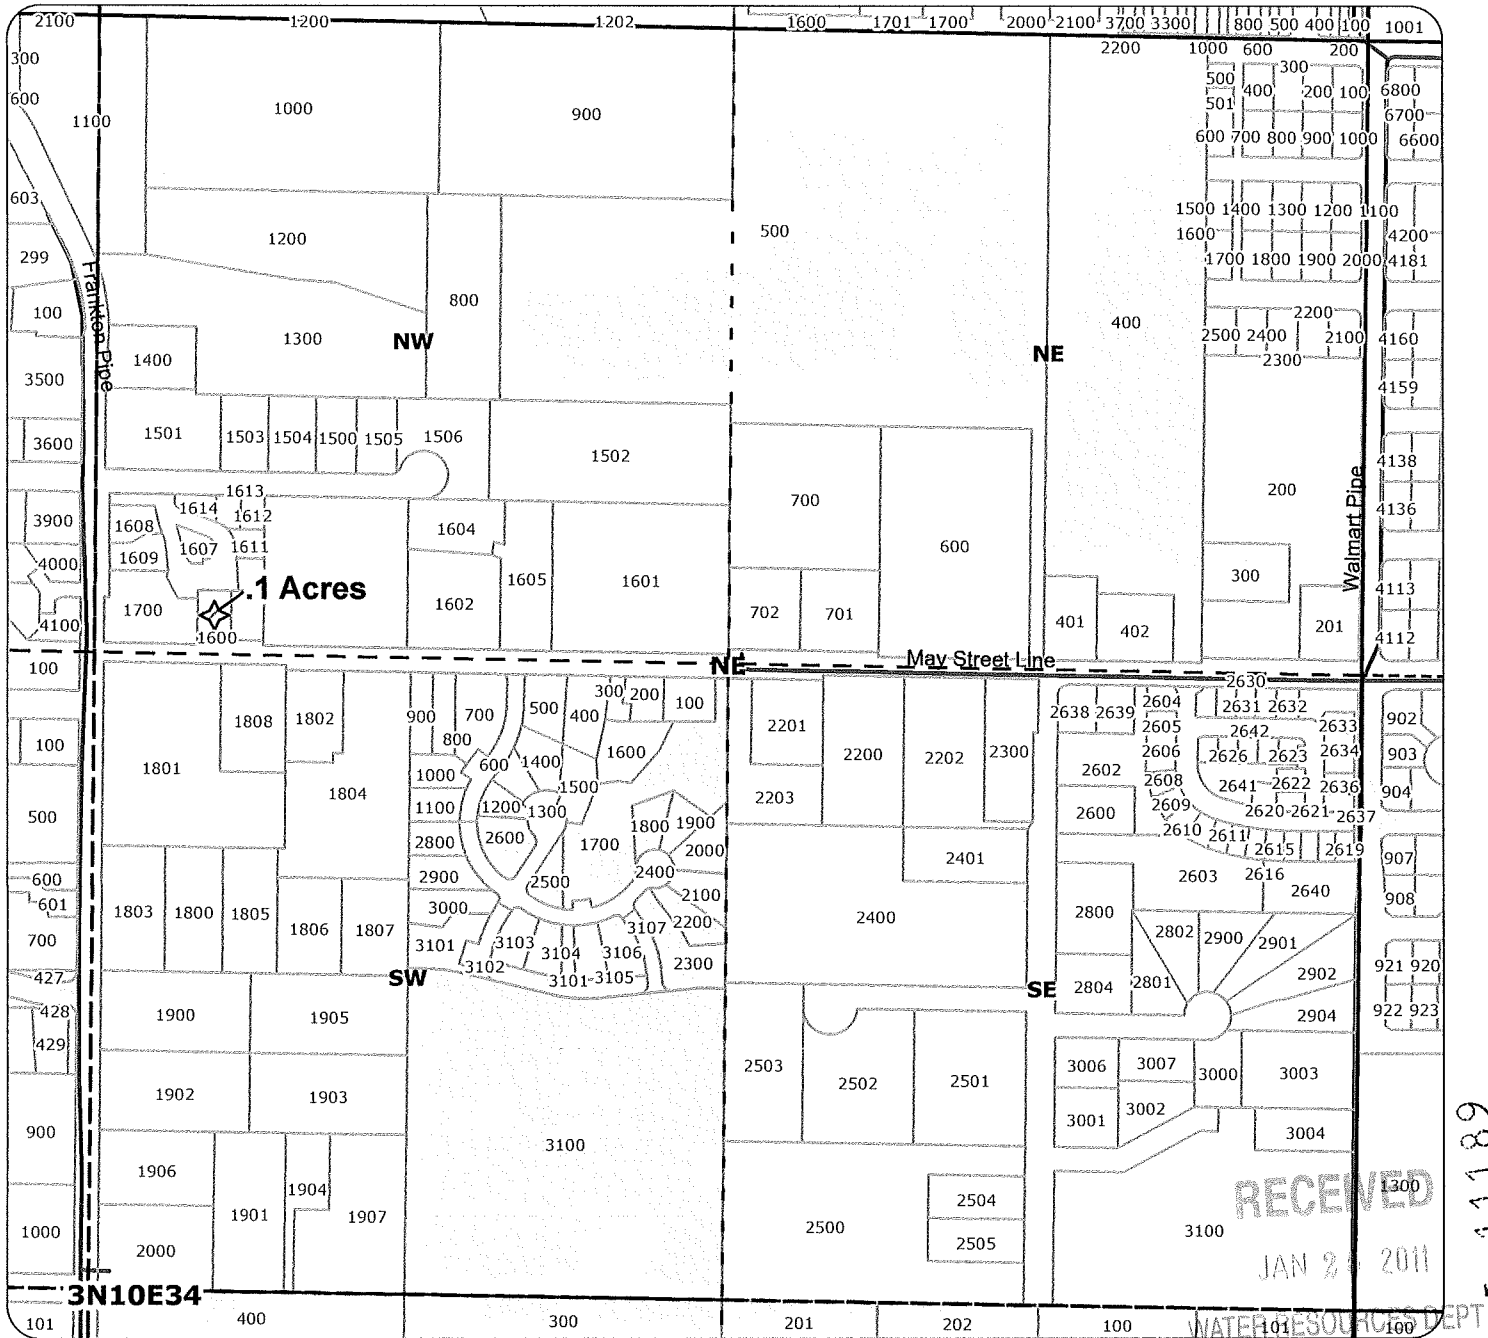 2100 1200 1202 1600 1701 1700 2000 2100 3700 3300 800 500 400 100 1001
2200 1000 600 200
300 300
600 1100 1000 900 500 400 200 100 6800
501 6700
600 700 800 900 1000 6600
603
1500 1400 1300 1200 1100
1200 500 1600 4200
299 1700 1800 1900 2000 4181
Frankton Pipe
100 800
1300 NW 400 2200
1400 NE 2500 2400 2100 4160
2300
3500 4159
3600 1501 1503 1504 1500 1505 1506 1502 4138
Walmart Pipe
1613 700 200 4136
1614 1612
3900 1608 1604
4000 1609 1607 1611 600
.1 Acres 1605 1601 300 4113
1700 1602 702 701 401 402 201
4100 1600 4112
100 NE May Street Line
2630
300 200 100
1808 1802 900 700 500 400 2201 2638 2639 2604 2631 2632 902
100 800 2605 2642 2633
1801 600 1400 1600 2200 2202 2300 2606 2626 2623 2634 903
1000 1500 2602 2608 2641 2622 2636 904
1804 1100 1200 1300 2203 2600 2609 2620 2621 2637
500 2800 2600 1700 1800 1900 2610 2611 2615 2619
2000 2401 907
600 2900 2500 2400 2603 2616 2640
601 1803 1800 1805 3000 2100 2400 2800 908
1806 1807 3107 2200
700 3101 3103 3104 3106 2802 2900 2901
3102 3101 3105 2300 921 920
427 SW SE 2804 2801 2902
428 1900 1905 2904 922 923
429
2503 2502 2501 3006 3007 3000 3003
1902 1903 3001 3002
900 3100 3004
1906 1904 2504 1300
RECEIVED
1901 1907 2500 3100
1000 2000 2505
JAN 2 2011
3N10E34
101 400 300 201 202 100 101 100
WATER RESOURCES DEPT
11189